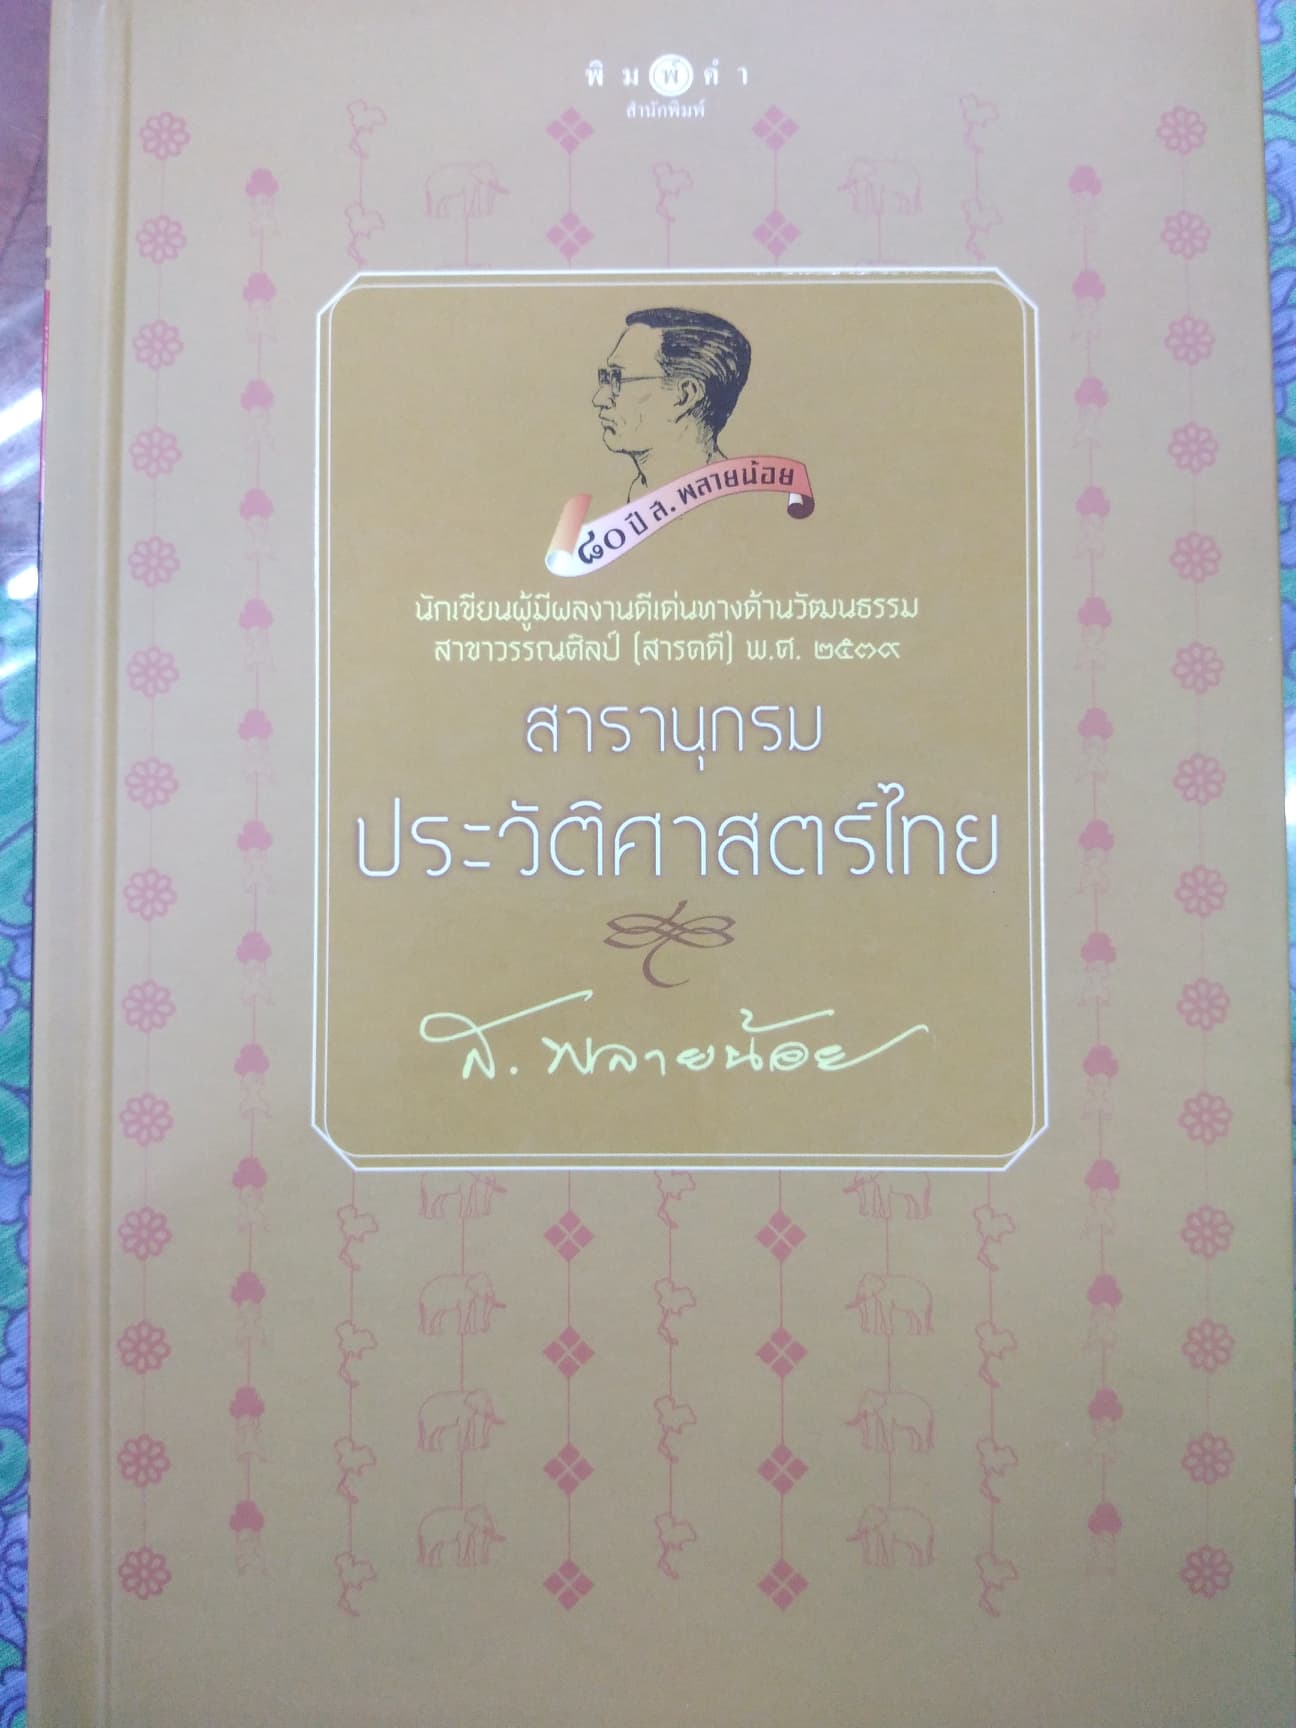 พิมพ์คำ
สำนักพิมพ์
๘๐ ปี ส. พลายน้อย
นักเขียนผู้มีผลงานดีเด่นทางด้านวัฒนธรรม
สาขาวรรณศิลป์ (สารคดี) พ.ศ. ๒๕๓๙
สารานุกรม
ประวัติศาสตร์ไทย
ส. พลายน้อย